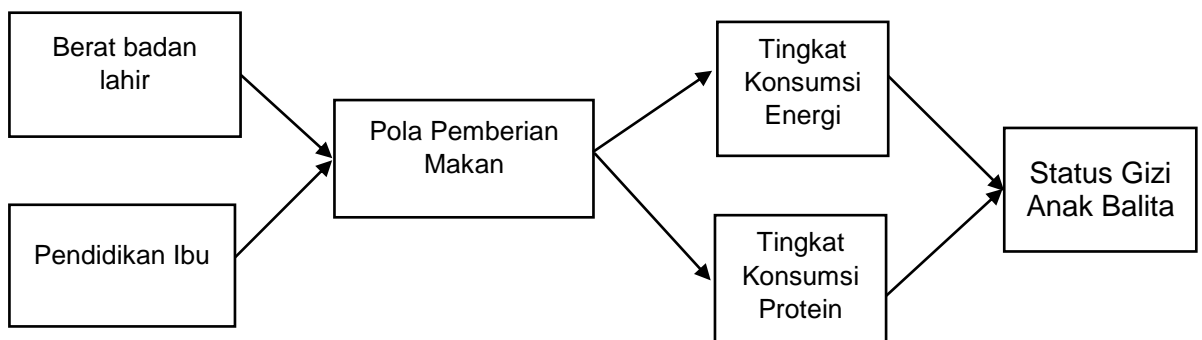 Berat badan
lahir
Pendidikan Ibu
Pola Pemberian
Makan
Tingkat
Konsumsi
Energi
Tingkat
Konsumsi
Protein
Status Gizi
Anak Balita